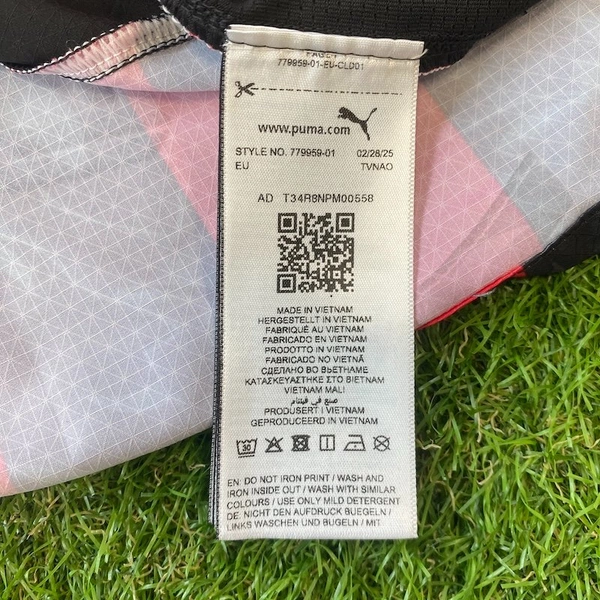 779959-01-EU-CLD01
www.puma.com
STYLE NO. 779959-01 02/28/25
EU TVNAO
AD T34R8NPM00558
MADE IN VIETNAM
HERGESTELLT IN VIETNAM
FABRIQUÉ AU VIETNAM
FABRICADO EN VIETNAM
PRODOTTO IN VIETNAM
FABRICADO NO VIETNÃ
СДЕЛАНО ВО ВЬЕТНАМЕ
ΚΑΤΑΣΚΕΥΑΣΤΗΚΕ ΣΤΟ ΒΙΕΤΝΑΜ
VIETNAM MALI
صنع في فيتنام
PRODUSERT I VIETNAM
GEPRODUCEERD IN VIETNAM
30
EN: DO NOT IRON PRINT / WASH AND
IRON INSIDE OUT / WASH WITH SIMILAR
COLOURS / USE ONLY MILD DETERGENT
DE: NICHT DEN AUFDRUCK BUEGELN /
LINKS WASCHEN UND BUGELN / MIT